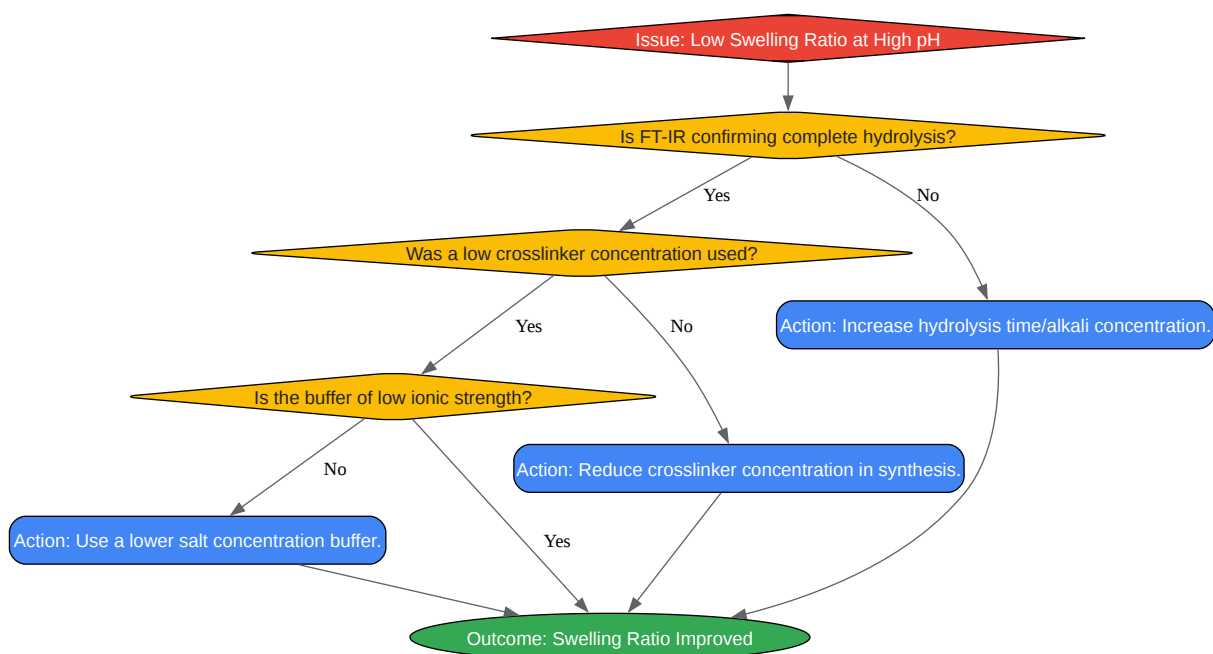 Issue: Low Swelling Ratio at High pH
Is FT-IR confirming complete hydrolysis?
Yes
No
Was a low crosslinker concentration used?
Action: Increase hydrolysis time/alkali concentration.
Yes
No
Is the buffer of low ionic strength?
Action: Reduce crosslinker concentration in synthesis.
No
Action: Use a lower salt concentration buffer.
Yes
Outcome: Swelling Ratio Improved